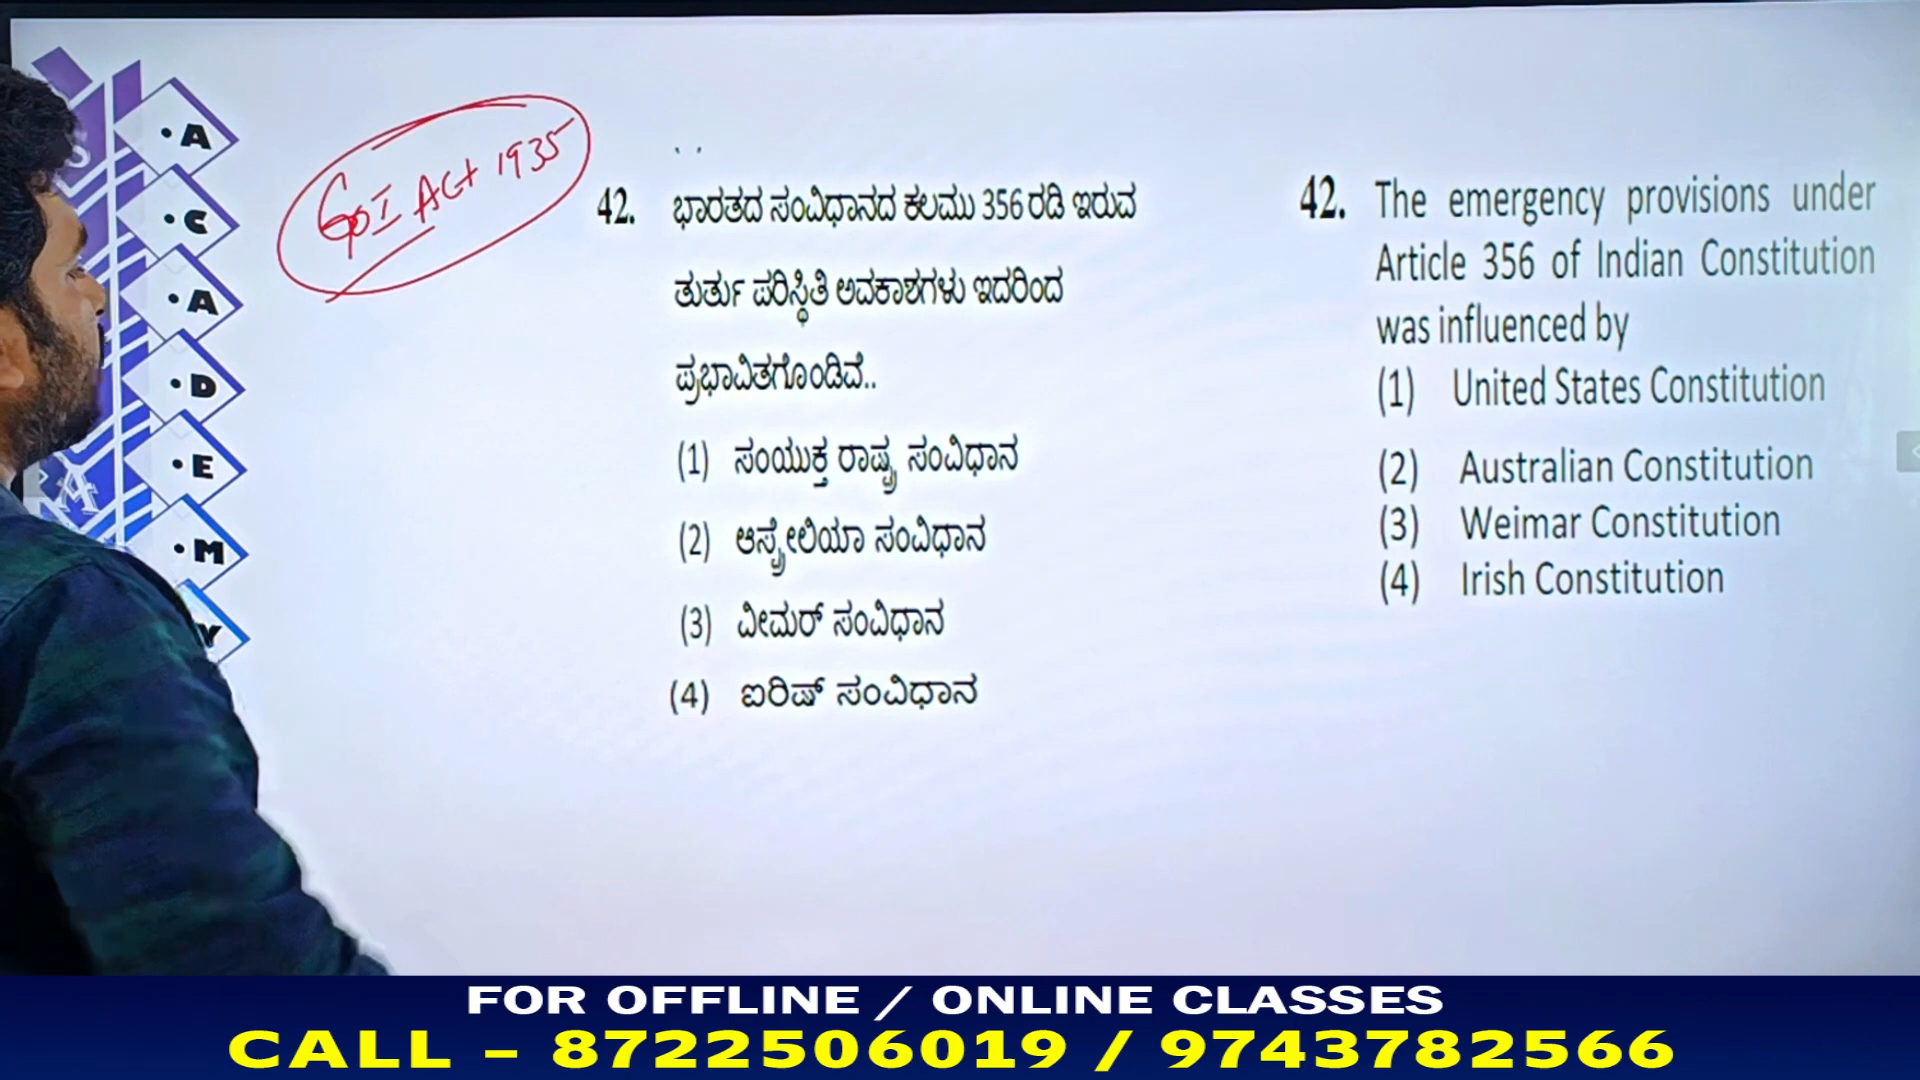 A
C
A
D
E
M
Y
GOI Act 1935
42. ಭಾರತದ ಸಂವಿಧಾನದ ಕಲಮು 356 ರಡಿ ಇರುವ
ತುರ್ತು ಪರಿಸ್ಥಿತಿ ಅವಕಾಶಗಳು ಇದರಿಂದ
ಪ್ರಭಾವಿತಗೊಂಡಿವೆ..
(1) ಸಂಯುಕ್ತ ರಾಷ್ಟ್ರ ಸಂವಿಧಾನ
(2) ಆಸ್ಟ್ರೇಲಿಯಾ ಸಂವಿಧಾನ
(3) ವೀಮರ್ ಸಂವಿಧಾನ
(4) ಐರಿಷ್ ಸಂವಿಧಾನ
42. The emergency provisions under
Article 356 of Indian Constitution
was influenced by
(1) United States Constitution
(2) Australian Constitution
(3) Weimar Constitution
(4) Irish Constitution
FOR OFFLINE / ONLINE CLASSES
CALL – 8722506019 / 9743782566